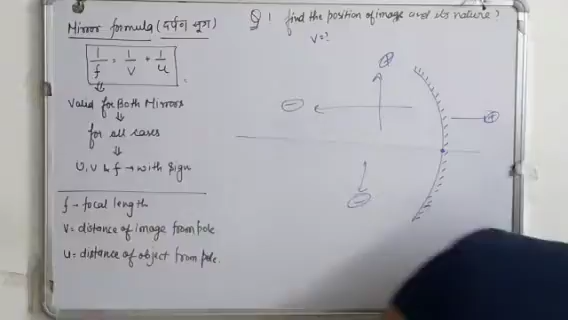 Mirror formula (दर्पण सूत्र)
1/f = 1/v + 1/u
Valid for Both Mirrors
for all cases
U, V & f → with Sign
f → focal length
V = distance of image from pole
u = distance of object from pole.
Q 1 find the position of image and its nature?
V=?
+
−
+
−